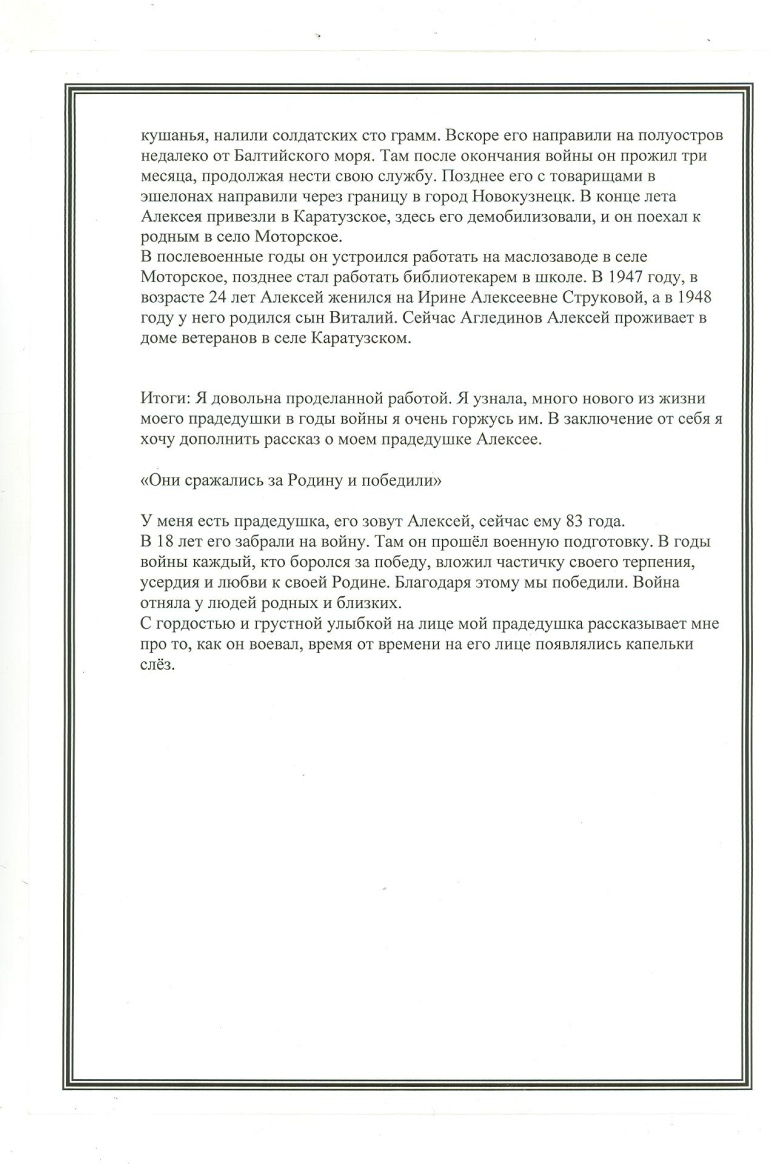 кушанья, налили солдатских сто грамм. Вскоре его направили на полуостров
недалеко от Балтийского моря. Там после окончания войны он прожил три
месяца, продолжая нести свою службу. Позднее его с товарищами в
эшелонах направили через границу в город Новокузнецк. В конце лета
Алексея привезли в Каратузское, здесь его демобилизовали, и он поехал к
родным в село Моторское.
В послевоенные годы он устроился работать на маслозаводе в селе
Моторское, позднее стал работать библиотекарем в школе. В 1947 году, в
возрасте 24 лет Алексей женился на Ирине Алексеевне Струковой, а в 1948
году у него родился сын Виталий. Сейчас Аглединов Алексей проживает в
доме ветеранов в селе Каратузском.
Итоги: Я довольна проделанной работой. Я узнала, много нового из жизни
моего прадедушки в годы войны я очень горжусь им. В заключение от себя я
хочу дополнить рассказ о моем прадедушке Алексее.
«Они сражались за Родину и победили»
У меня есть прадедушка, его зовут Алексей, сейчас ему 83 года.
В 18 лет его забрали на войну. Там он прошёл военную подготовку. В годы
войны каждый, кто боролся за победу, вложил частичку своего терпения,
усердия и любви к своей Родине. Благодаря этому мы победили. Война
отняла у людей родных и близких.
С гордостью и грустной улыбкой на лице мой прадедушка рассказывает мне
про то, как он воевал, время от времени на его лице появлялись капельки
слёз.